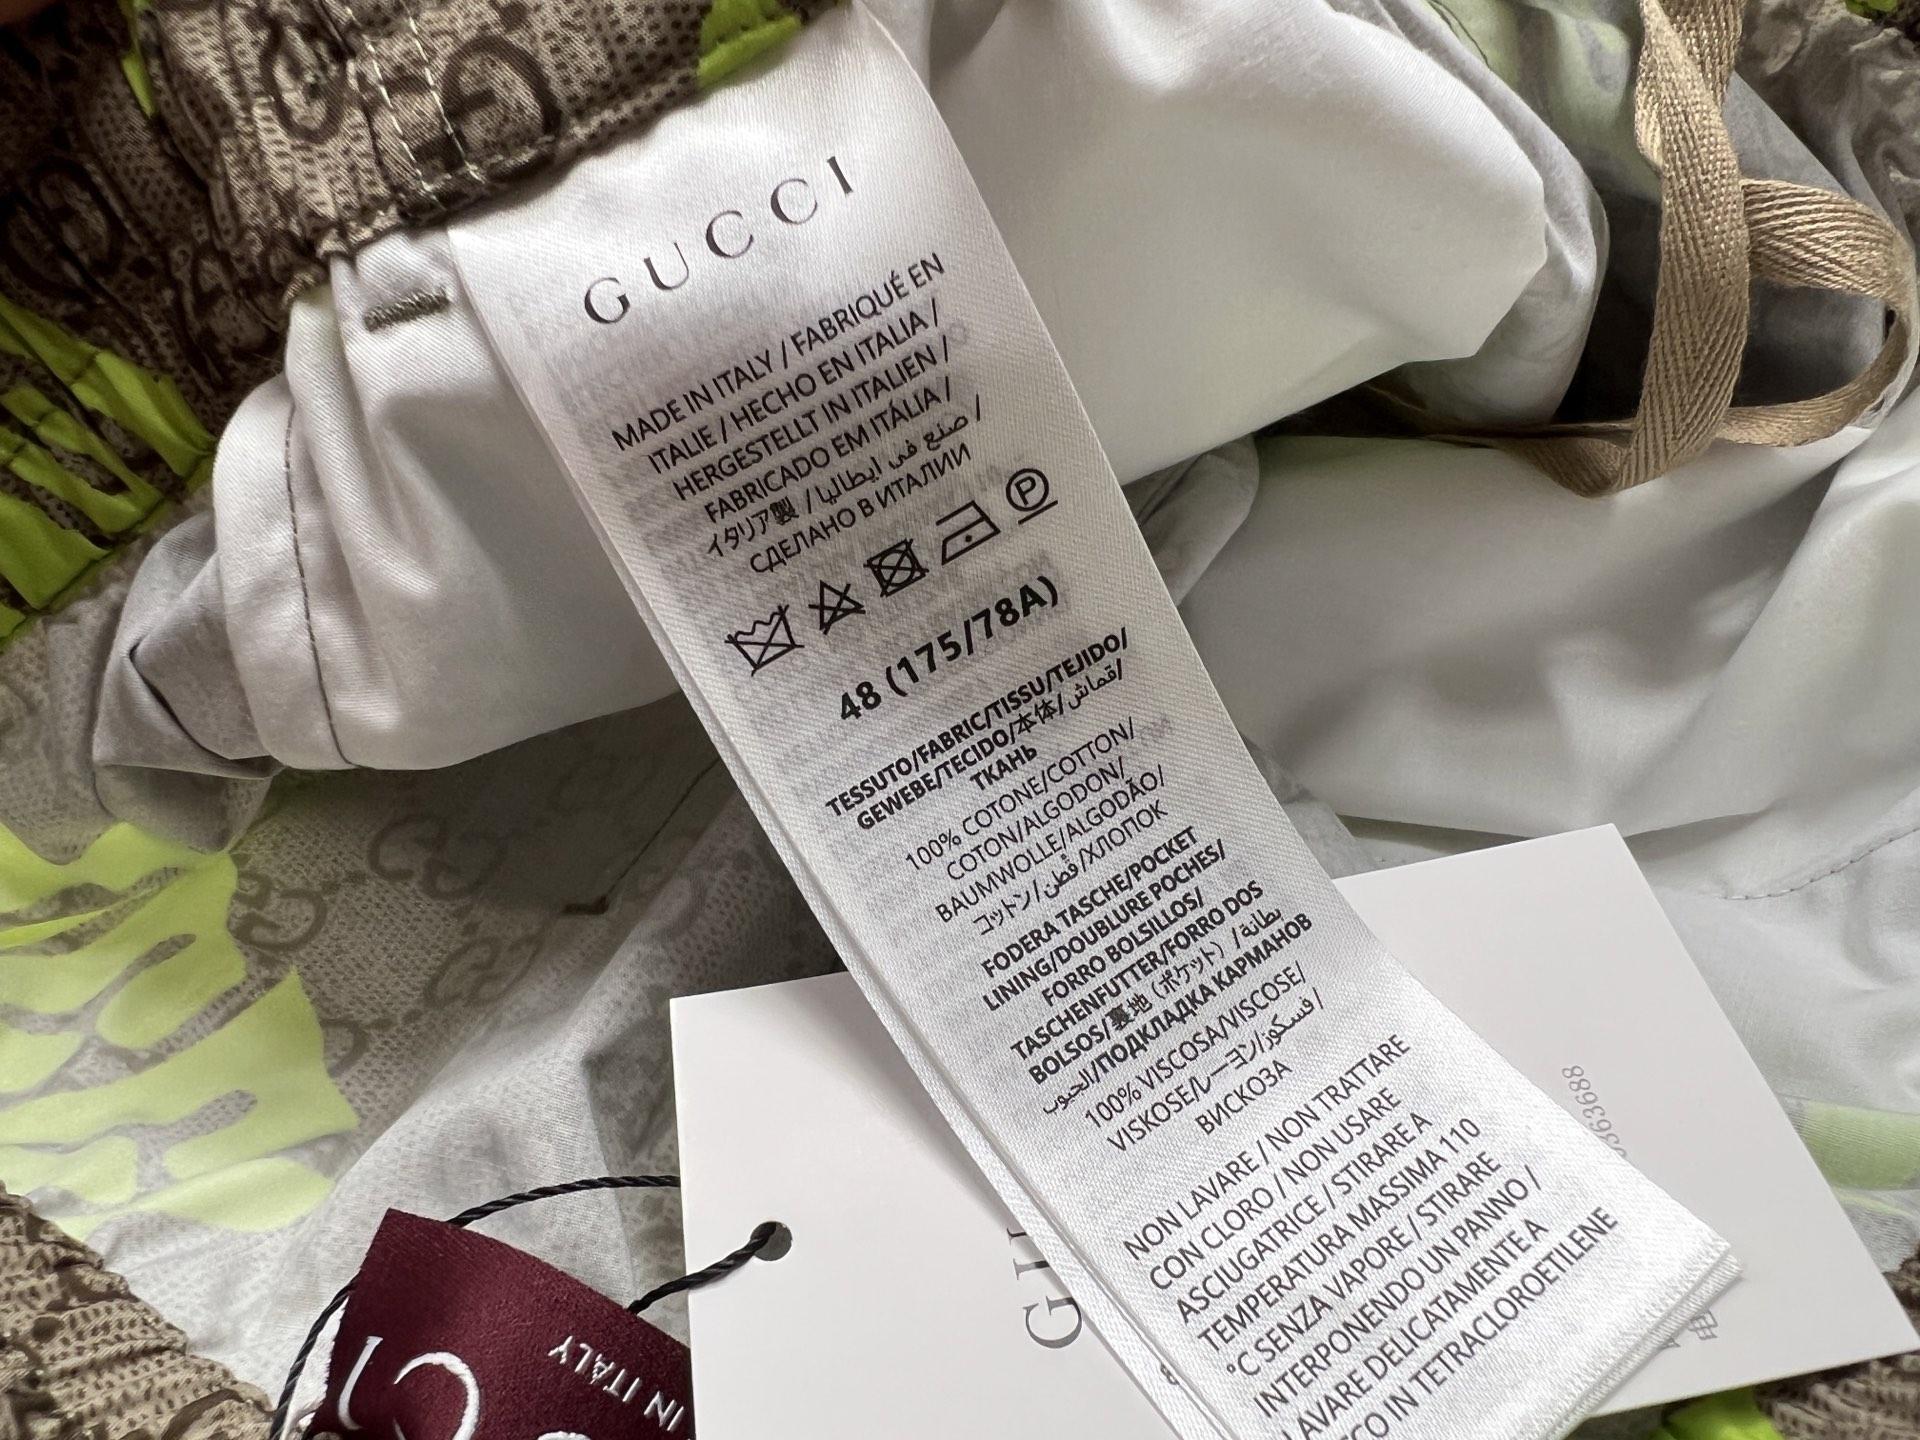 GUCCI
MADE IN ITALY / FABRIQUÉ EN
ITALIE / HECHO EN ITALIA /
HERGESTELLT IN ITALIEN /
FABRICADO EM ITÁLIA /
イタリア製 / صنع في ايطاليا /
СДЕЛАНО В ИТАЛИИ
P
48 (175/78A)
TESSUTO/FABRIC/TISSU/TEJIDO/
GEWEBE/TECIDO/本体/قماش/
ТКАНЬ
100% COTONE/COTTON/
COTON/ALGODON/
BAUMWOLLE/ALGODÃO/
コットン/قطن/ХЛОПОК
FODERA TASCHE/POCKET
LINING/DOUBLURE POCHES/
FORRO BOLSILLOS/
TASCHENFUTTER/FORRO DOS
BOLSOS/裏地 (ポケット) /بطانة
الجيوب/ПОДКЛАДКА КАРМАНОВ
100% VISCOSA/VISCOSE/
VISKOSE/レーヨン/فسكوز/
ВИСКОЗА
NON LAVARE / NON TRATTARE
CON CLORO / NON USARE
ASCIUGATRICE / STIRARE A
TEMPERATURA MASSIMA 110
°C SENZA VAPORE / STIRARE
INTERPONENDO UN PANNO /
LAVARE DELICATAMENTE A
IN TETRACLOROETILENE
IN ITALY